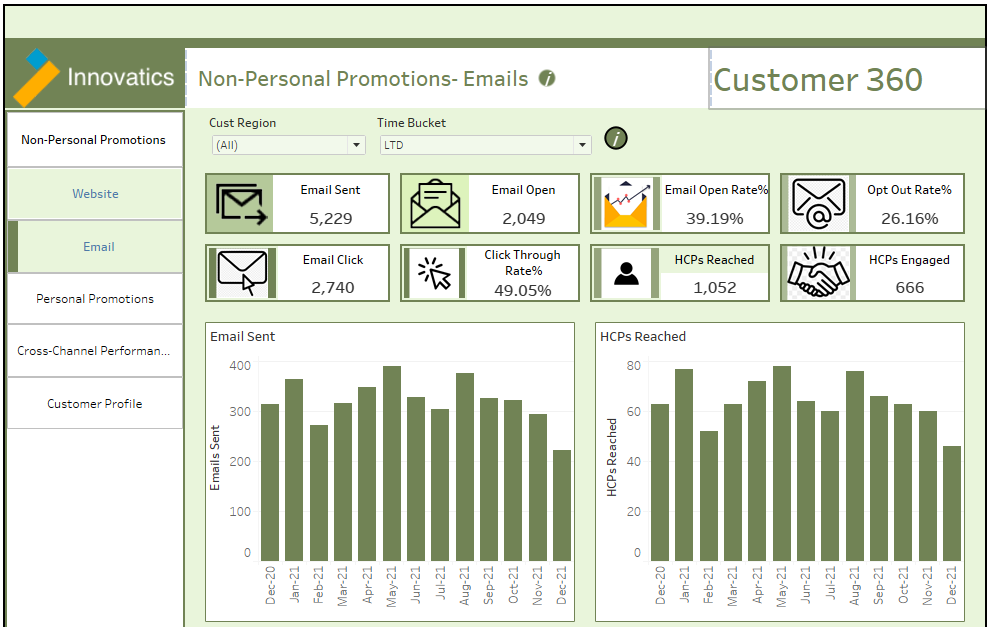 Innovatics
Non-Personal Promotions- Emails i
Customer 360
Non-Personal Promotions
Website
Email
Personal Promotions
Cross-Channel Performan...
Customer Profile
Cust Region
Time Bucket
(All)
LTD
i
Email Sent
5,229
Email Open
2,049
Email Open Rate%
39.19%
Opt Out Rate%
26.16%
Email Click
2,740
Click Through
Rate%
49.05%
HCPs Reached
1,052
HCPs Engaged
666
Email Sent
Emails Sent
400
300
200
100
0
Dec-20
Jan-21
Feb-21
Mar-21
Apr-21
May-21
Jun-21
Jul-21
Aug-21
Sep-21
Oct-21
Nov-21
Dec-21
HCPs Reached
HCPs Reached
80
60
40
20
0
Dec-20
Jan-21
Feb-21
Mar-21
Apr-21
May-21
Jun-21
Jul-21
Aug-21
Sep-21
Oct-21
Nov-21
Dec-21